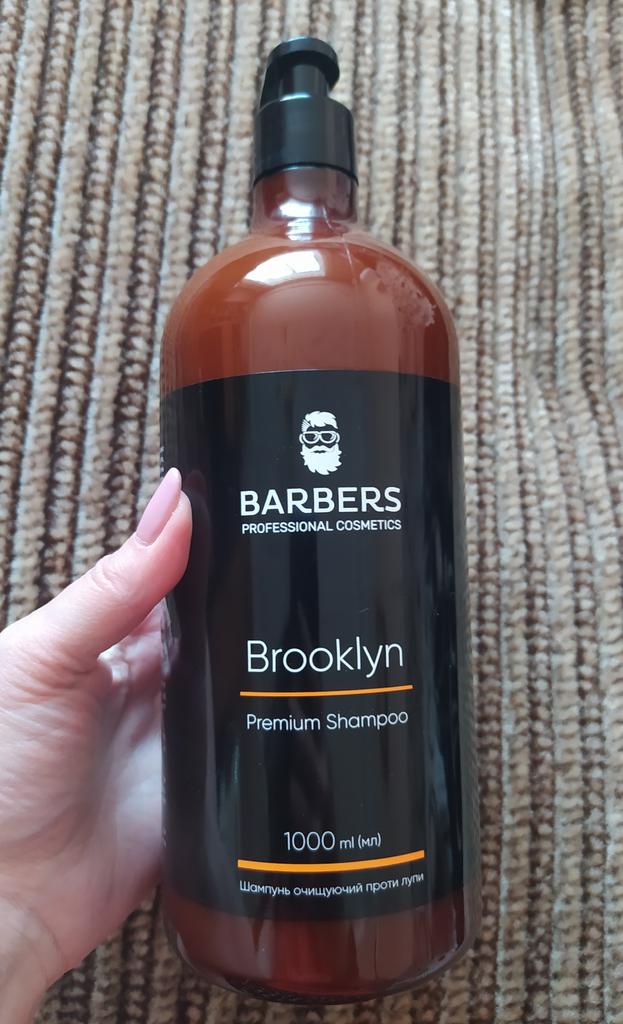 BARBERS
PROFESSIONAL COSMETICS
Brooklyn
Premium Shampoo
1000 ml (мл)
Шампунь очищуючий проти лупи